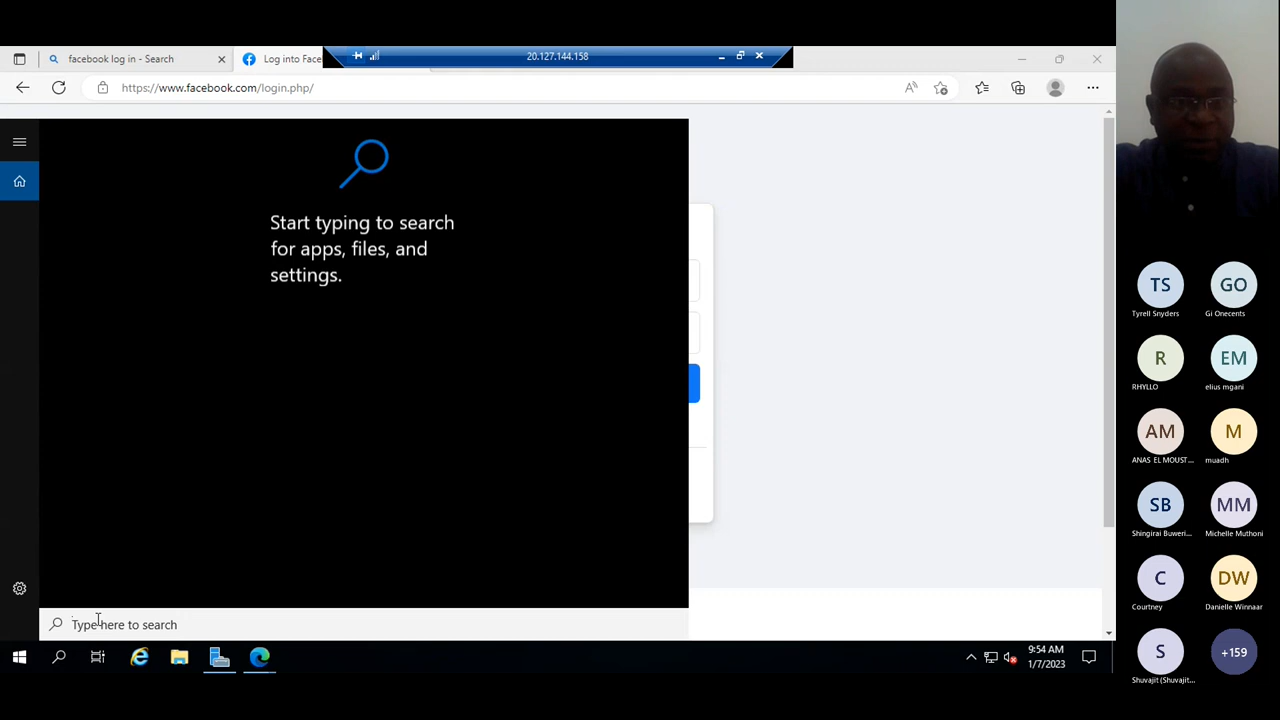 facebook log in - Search
Log into Face
20.127.144.158
https://www.facebook.com/login.php/
Start typing to search
for apps, files, and
settings.
Type here to search
9:54 AM
1/7/2023
TS
Tyrell Snyders
GO
Gi Onecents
R
RHYLLO
EM
elius mgani
AM
ANAS EL MOUST...
M
muadh
SB
Shingirai Buweri...
MM
Michelle Muthoni
C
Courtney
DW
Danielle Winnaar
S
Shuvajit (Shuvajit...
+159